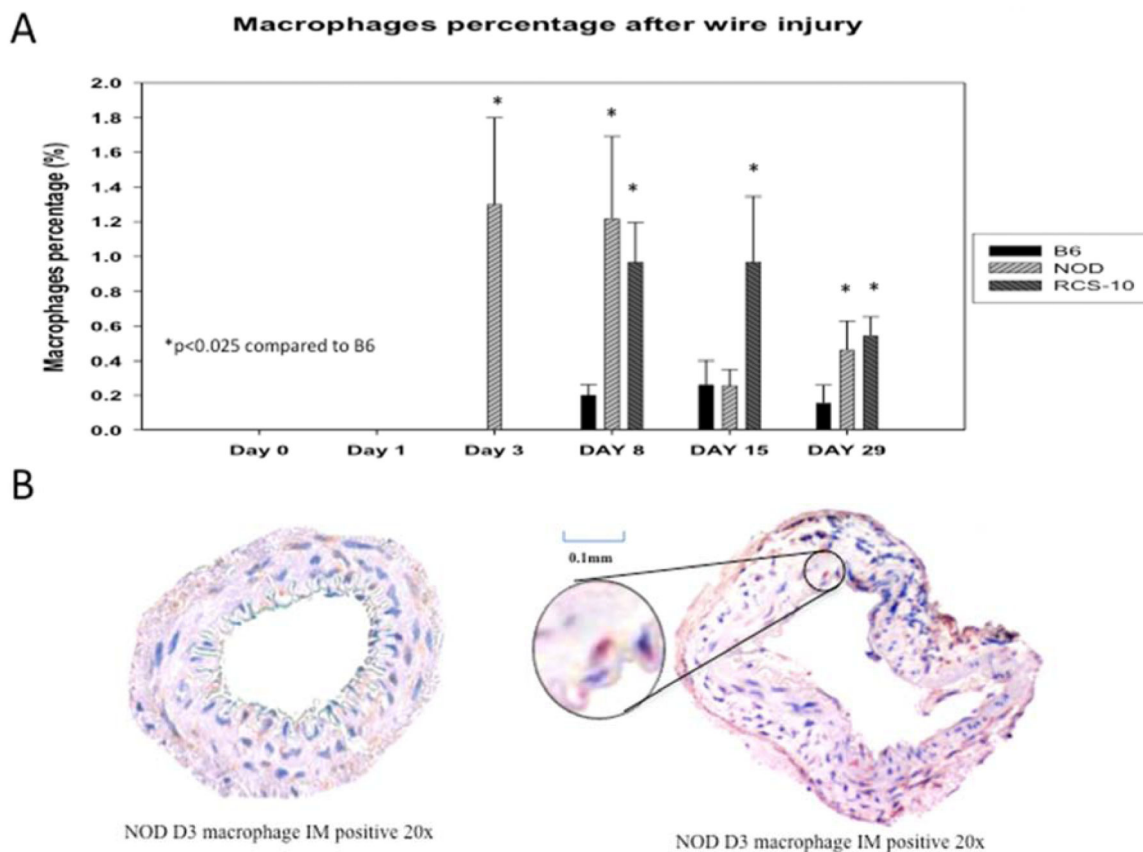 A
Macrophages percentage after wire injury
Macrophages percentage (%)
2.0
1.8
1.6
1.4
1.2
1.0
0.8
0.6
0.4
0.2
0.0
*
*
*
*
*
*
*p<0.025 compared to B6
B6
NOD
RCS-10
Day 0 Day 1 Day 3 DAY 8 DAY 15 DAY 29
B
0.1mm
NOD D3 macrophage IM positive 20x
NOD D3 macrophage IM positive 20x